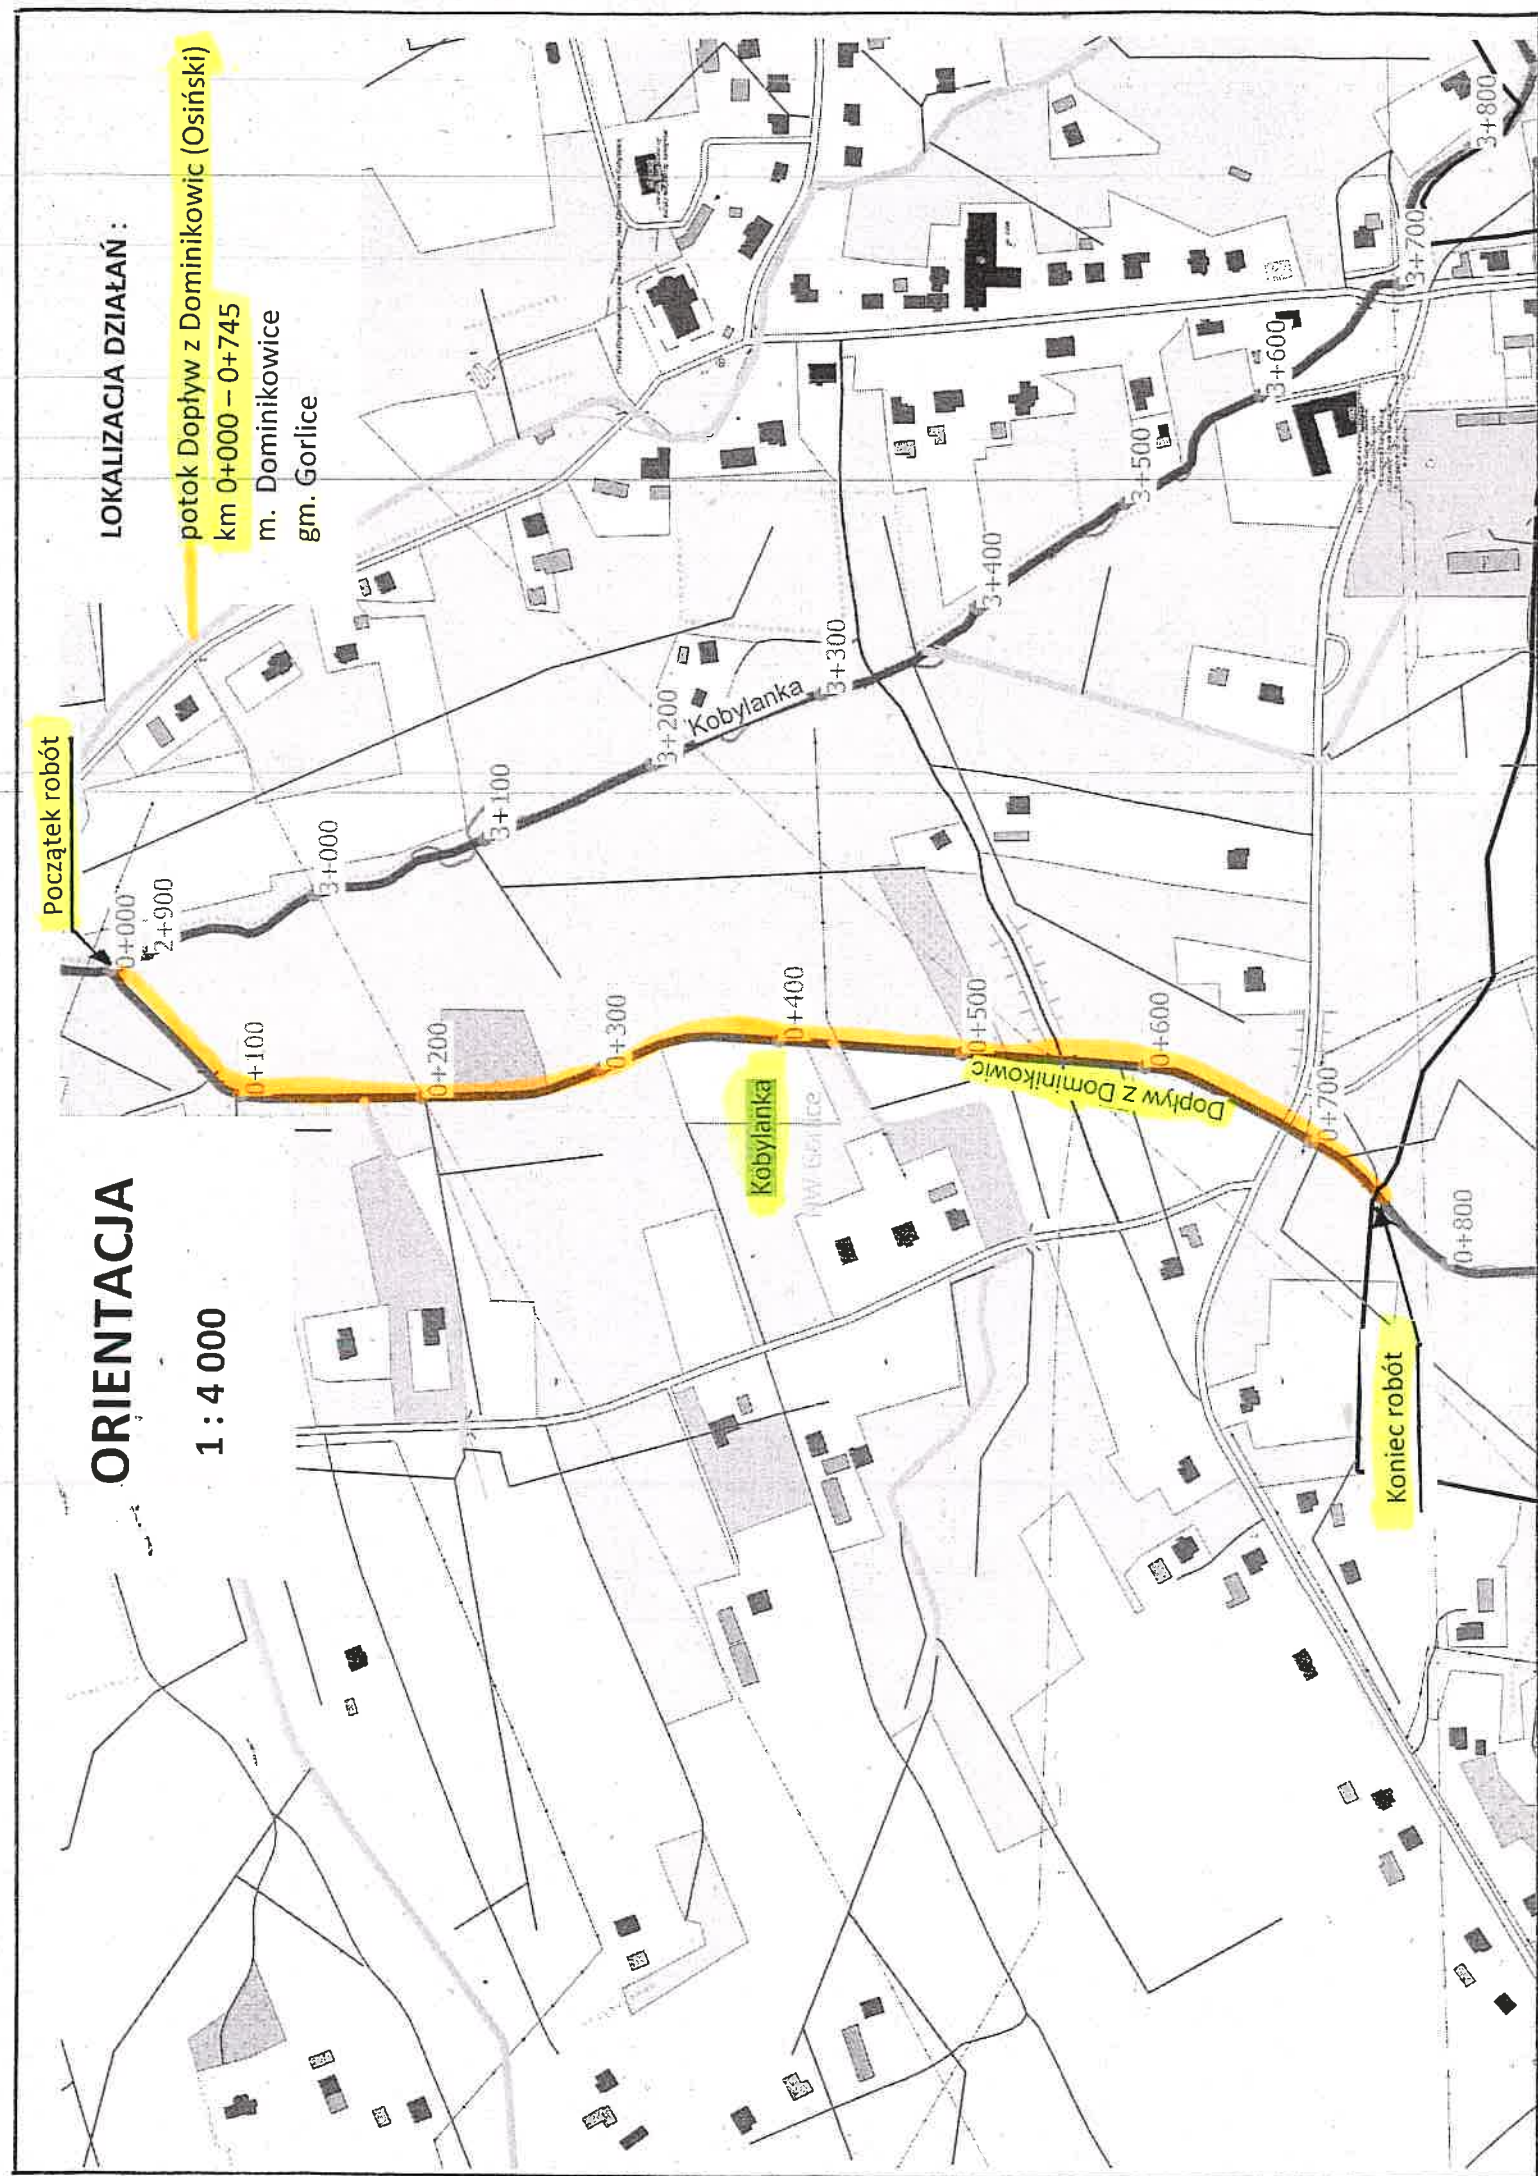 ORIENTACJA
1 : 4 000
LOKALIZACJA DZIAŁAŃ :
potok Dopływ z Dominikowic (Osiński)
km 0+000 – 0+745
m. Dominikowice
gm. Gorlice
Początek robót
0+000
2+900
3+000
3+100
3+200
Kobylanka
3+300
3+400
3+500
3+600
3+700
3+800
0+100
0+200
0+300
0+400
0+500
0+600
0+700
0+800
Kobylanka
Gorlice
Dopływ z Dominikowic
Koniec robót